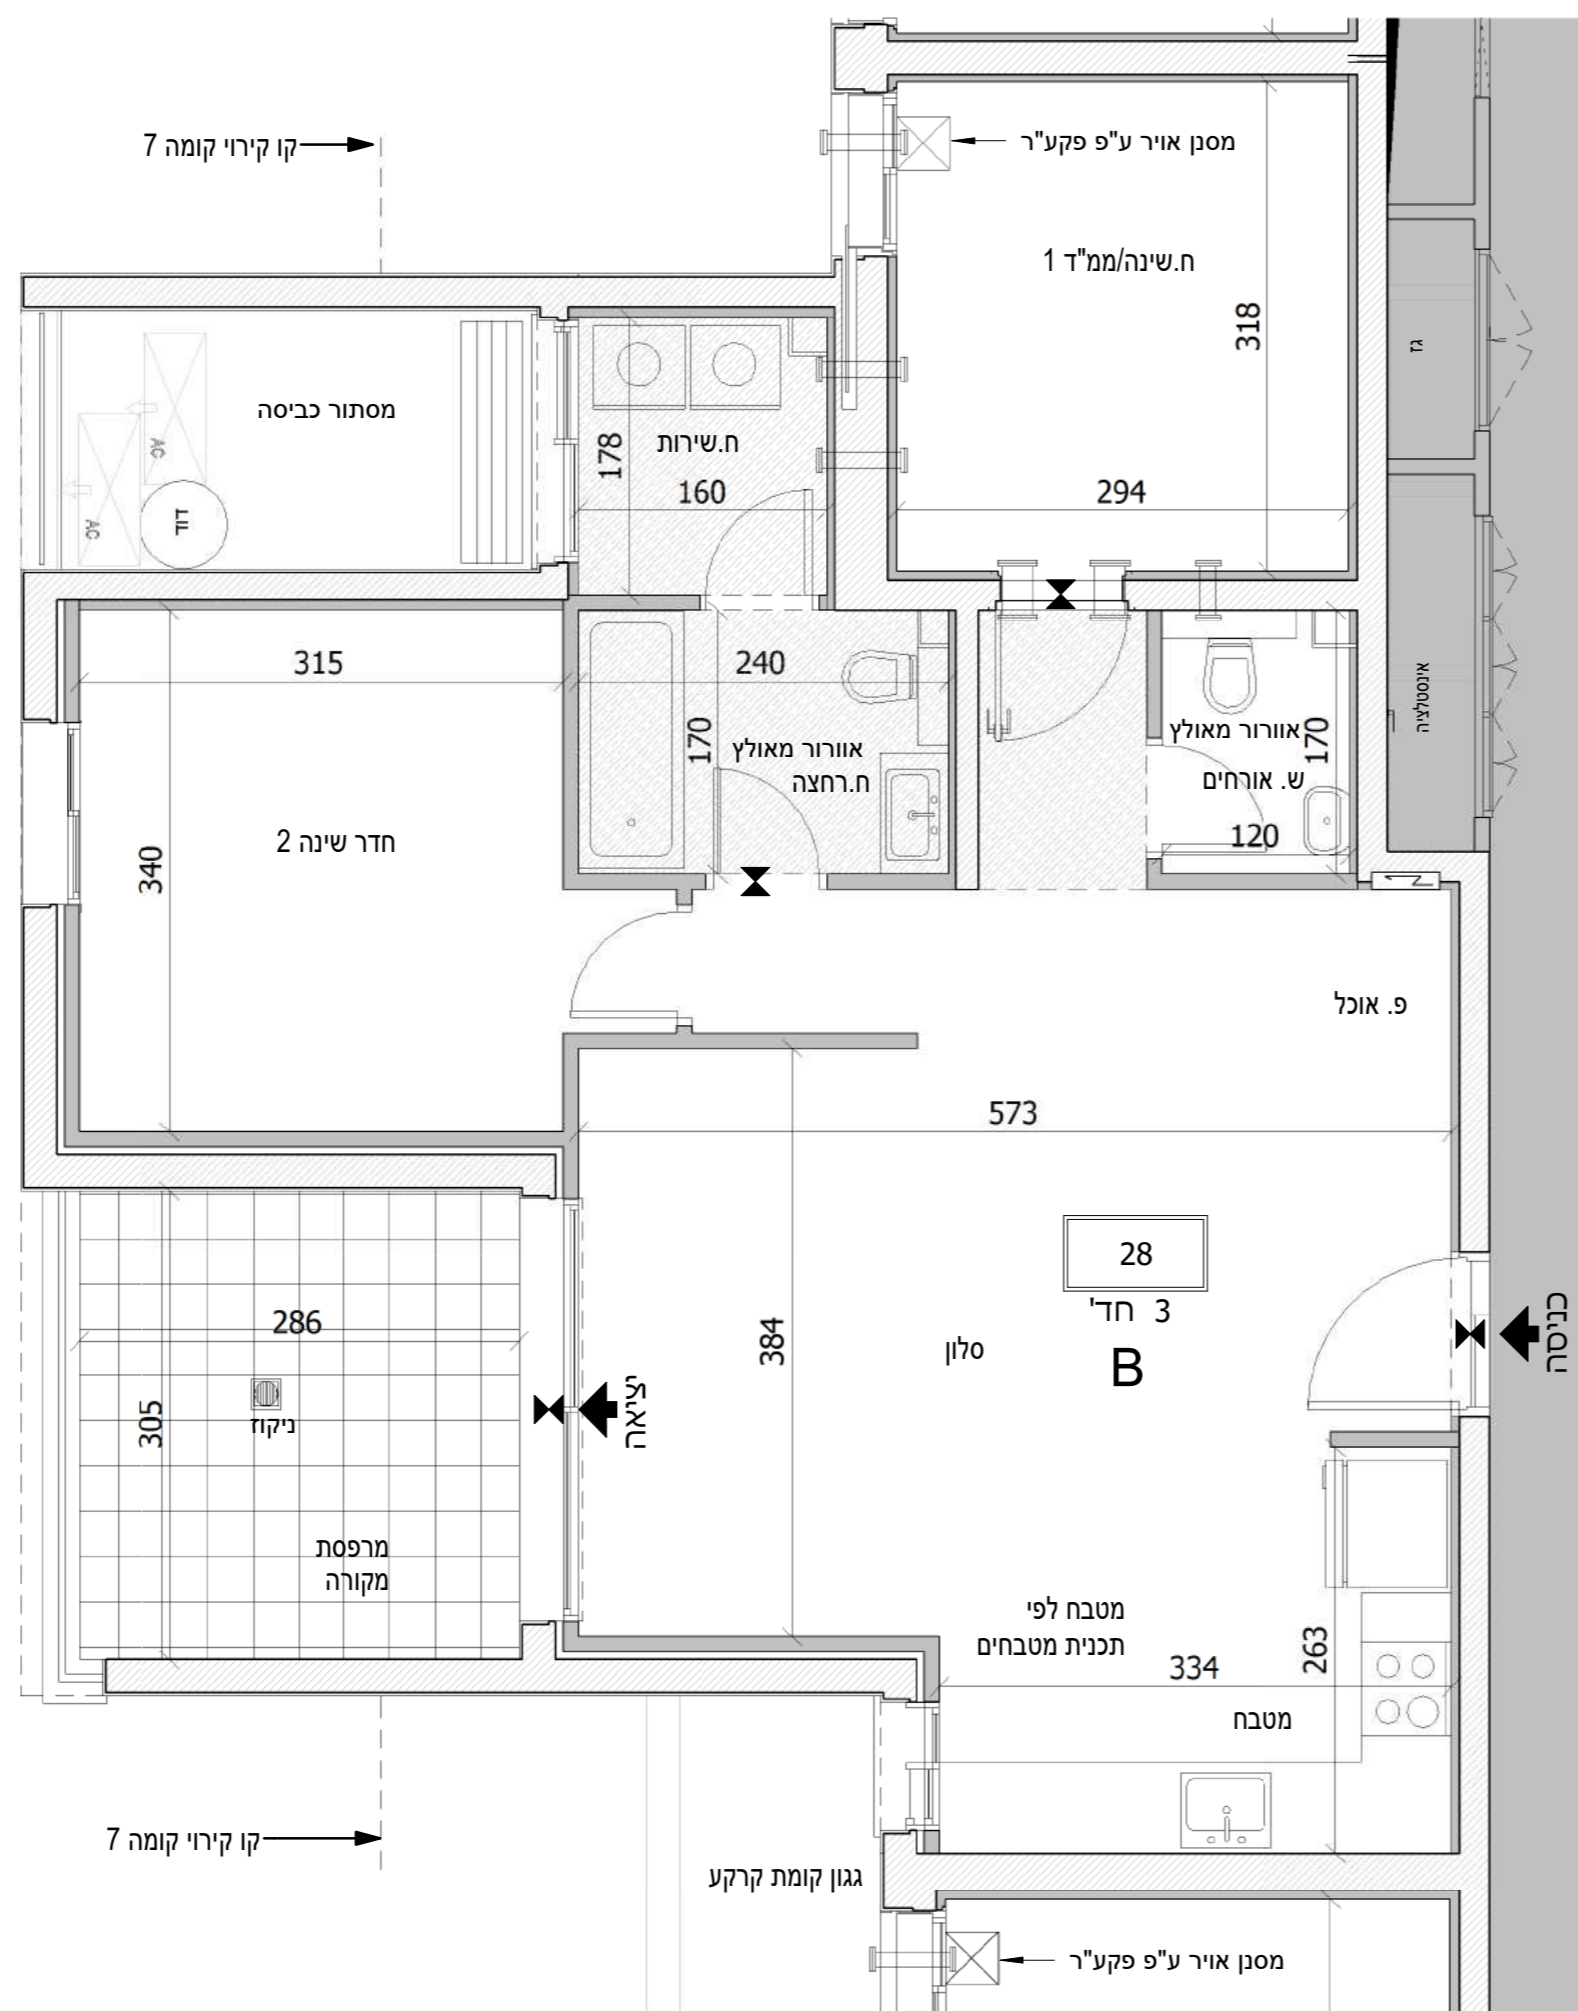 קו קירוי קומה 7
מסנן אויר ע"פ פקע"ר
ח.שינה/ממ"ד 1
318
294
גז
מסתור כביסה
AC
AC
דוד
ח.שירות
178
160
315
240
170
אוורור מאולץ
ח.רחצה
אוורור מאולץ
170
ש. אורחים
120
אינסטלציה
חדר שינה 2
340
פ. אוכל
573
28
3 חד'
B
סלון
384
כניסה
יציאה
286
305
ניקוז
מרפסת
מקורה
מטבח לפי
תכנית מטבחים
334
263
מטבח
קו קירוי קומה 7
גגון קומת קרקע
מסנן אויר ע"פ פקע"ר